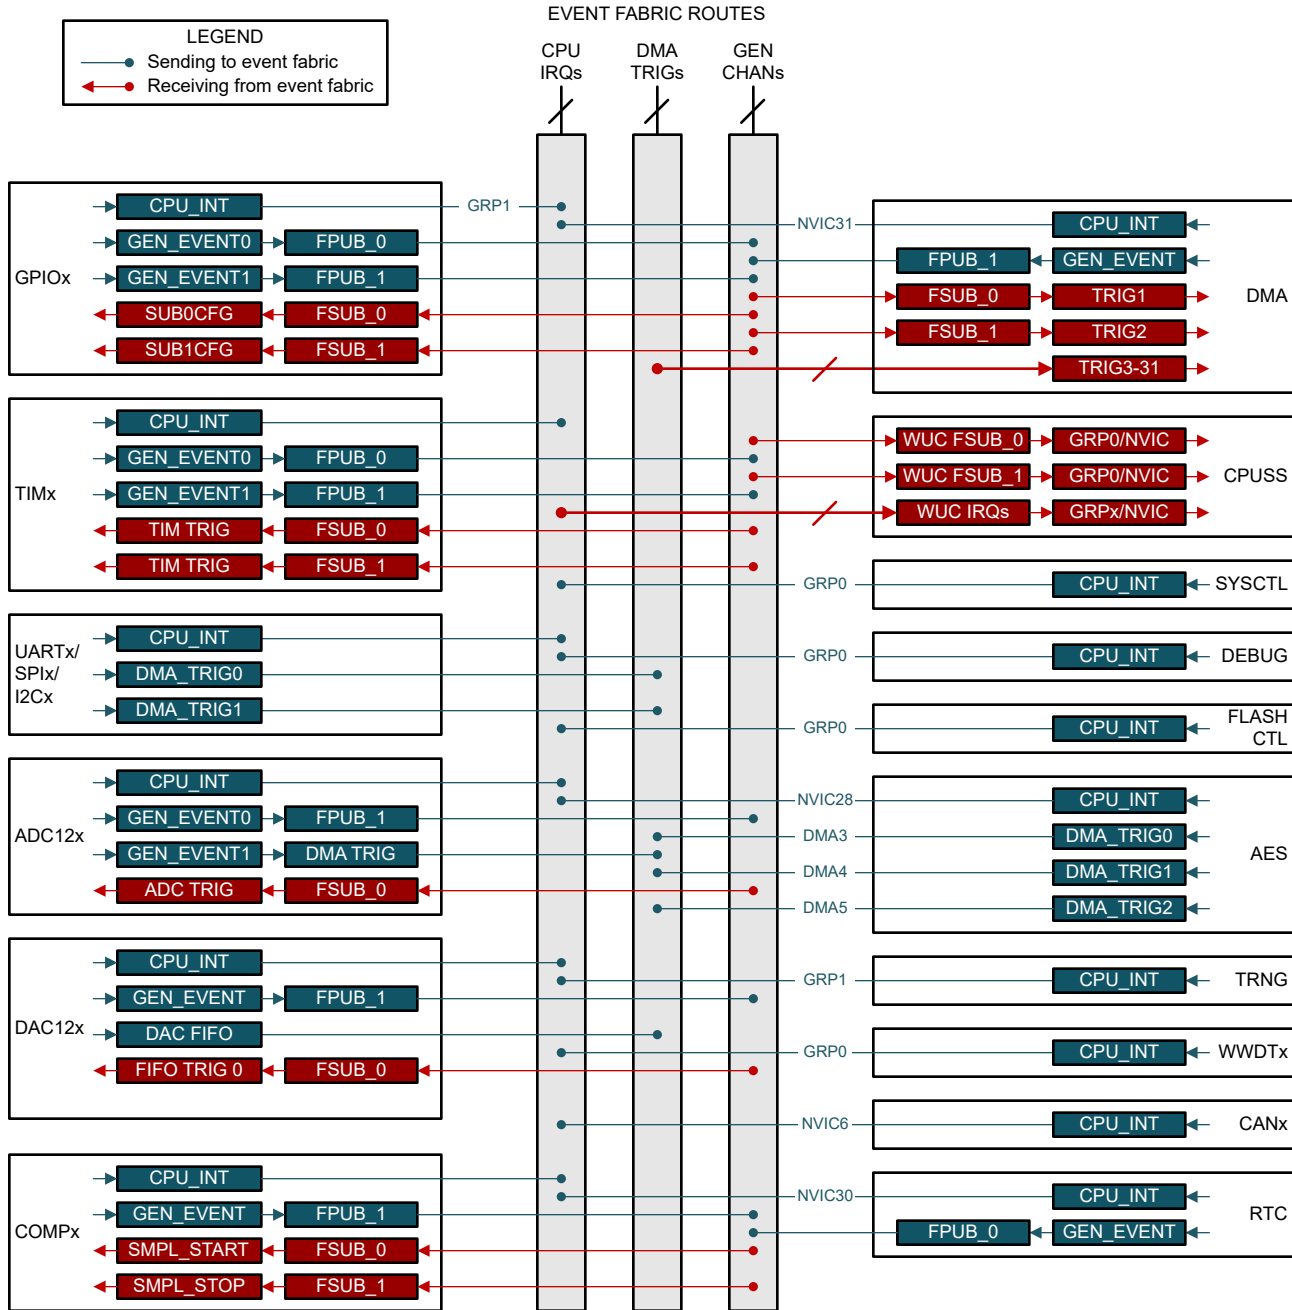 EVENT FABRIC ROUTES
LEGEND
Sending to event fabric
Receiving from event fabric
CPU
IRQs
DMA
TRIGs
GEN
CHANs
GPIOx
CPU_INT
GRP1
GEN_EVENT0
FPUB_0
GEN_EVENT1
FPUB_1
SUB0CFG
FSUB_0
SUB1CFG
FSUB_1
TIMx
CPU_INT
GEN_EVENT0
FPUB_0
GEN_EVENT1
FPUB_1
TIM TRIG
FSUB_0
TIM TRIG
FSUB_1
UARTx/
SPIx/
I2Cx
CPU_INT
DMA_TRIG0
DMA_TRIG1
ADC12x
CPU_INT
GEN_EVENT0
FPUB_1
GEN_EVENT1
DMA TRIG
ADC TRIG
FSUB_0
DAC12x
CPU_INT
GEN_EVENT
FPUB_1
DAC FIFO
FIFO TRIG 0
FSUB_0
COMPx
CPU_INT
GEN_EVENT
FPUB_1
SMPL_START
FSUB_0
SMPL_STOP
FSUB_1
NVIC31
CPU_INT
FPUB_1
GEN_EVENT
FSUB_0
TRIG1
DMA
FSUB_1
TRIG2
TRIG3-31
WUC FSUB_0
GRP0/NVIC
WUC FSUB_1
GRP0/NVIC
CPUSS
WUC IRQs
GRPx/NVIC
GRP0
CPU_INT
SYSCTL
GRP0
CPU_INT
DEBUG
GRP0
CPU_INT
FLASH
CTL
NVIC28
CPU_INT
DMA3
DMA_TRIG0
AES
DMA4
DMA_TRIG1
DMA5
DMA_TRIG2
GRP1
CPU_INT
TRNG
GRP0
CPU_INT
WWDTx
NVIC6
CPU_INT
CANx
NVIC30
CPU_INT
RTC
FPUB_0
GEN_EVENT